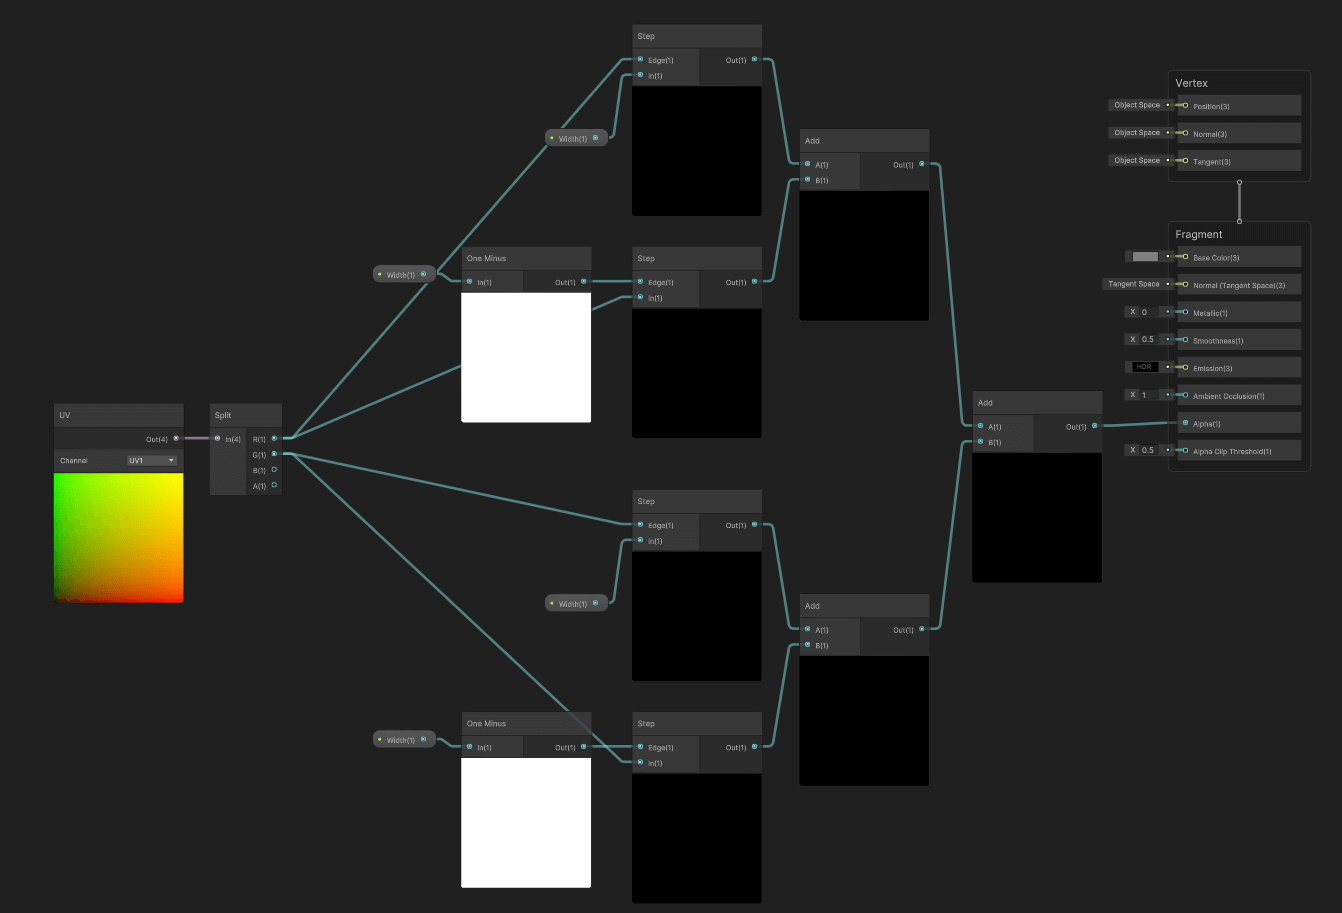 UV
Out(4)
Channel
UV1
Split
In(4)
R(1)
G(1)
B(1)
A(1)
Width(1)
Width(1)
One Minus
In(1)
Out(1)
Step
Edge(1)
In(1)
Out(1)
Step
Edge(1)
In(1)
Out(1)
Add
A(1)
B(1)
Out(1)
Step
Edge(1)
In(1)
Out(1)
Width(1)
Width(1)
One Minus
In(1)
Out(1)
Step
Edge(1)
In(1)
Out(1)
Add
A(1)
B(1)
Out(1)
Add
A(1)
B(1)
Out(1)
Vertex
Object Space
Position(3)
Object Space
Normal(3)
Object Space
Tangent(3)
Fragment
Base Color(3)
Tangent Space
Normal (Tangent Space)(3)
X 0
Metallic(1)
X 0.5
Smoothness(1)
HDR
Emission(3)
X 1
Ambient Occlusion(1)
Alpha(1)
X 0.5
Alpha Clip Threshold(1)